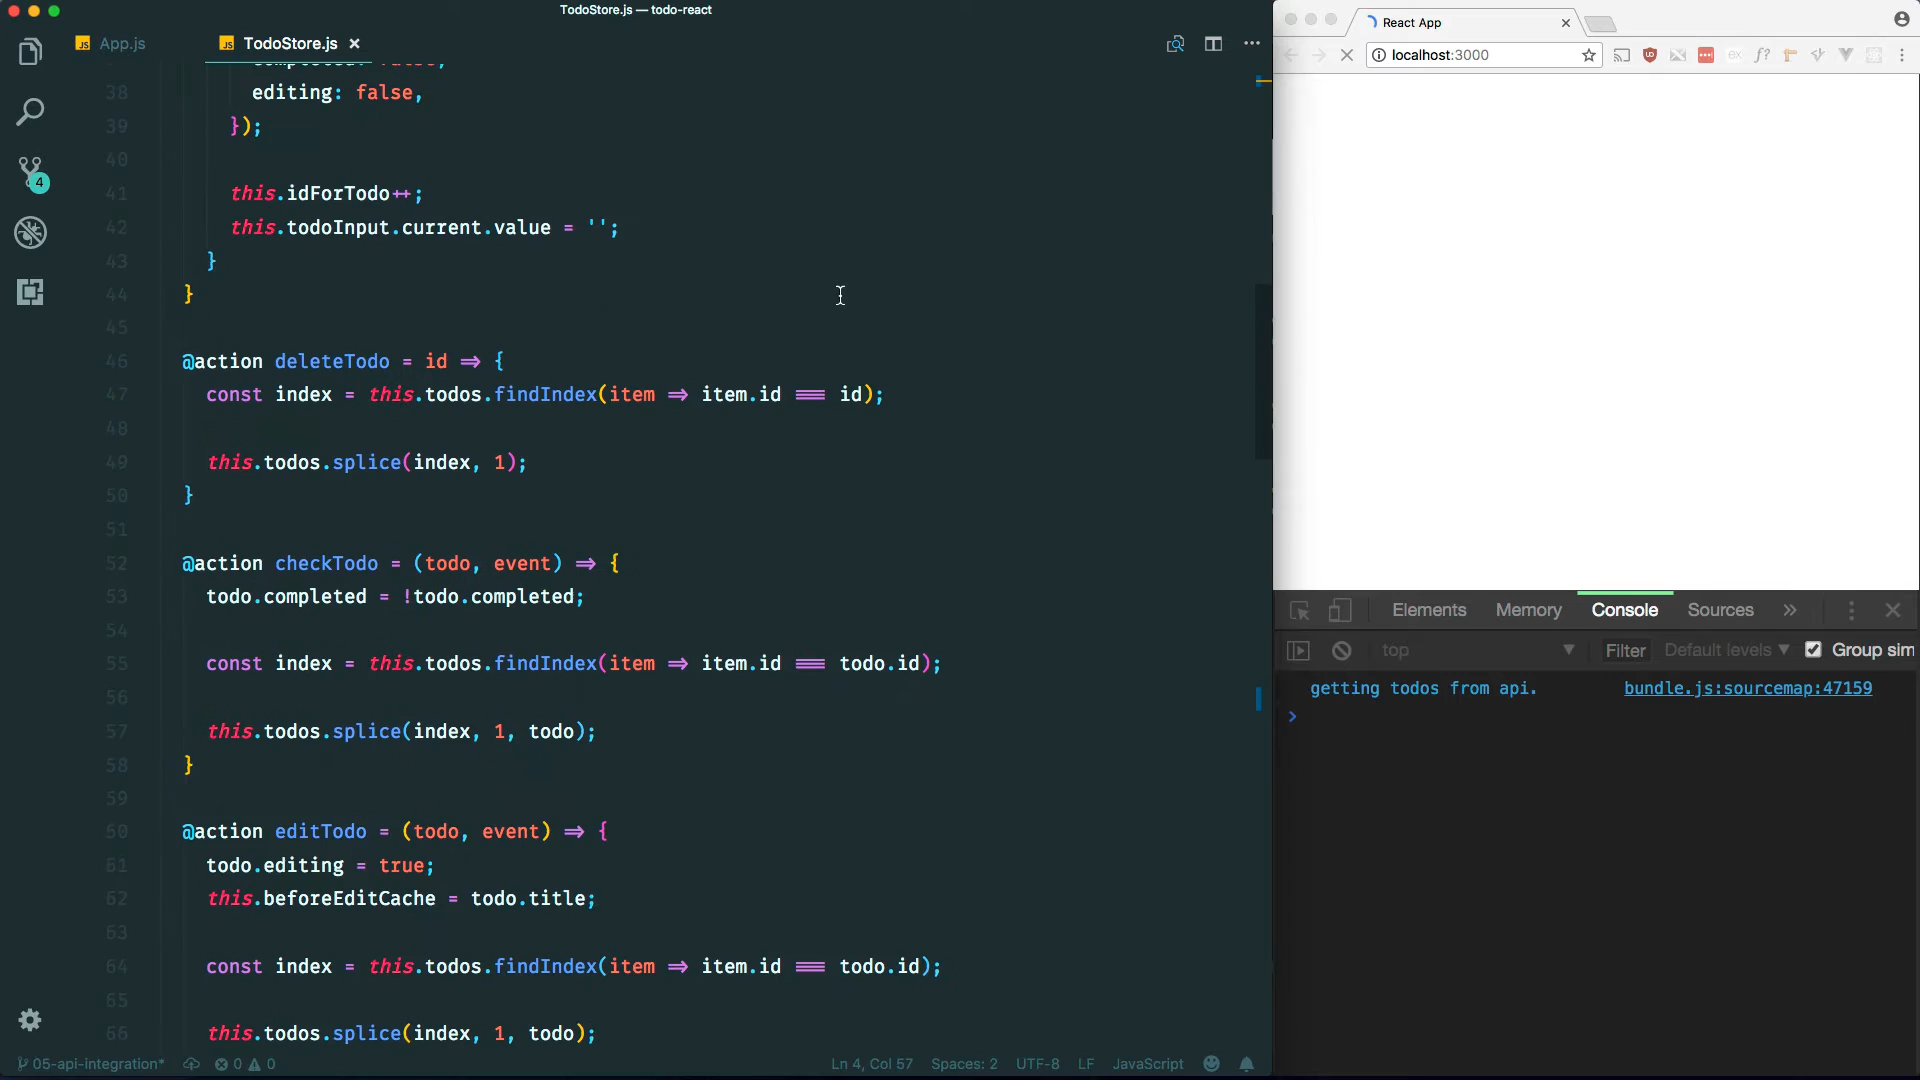 TodoStore.js — todo-react
App.js
TodoStore.js
38 editing: false,
39 });
40
41 this.idForTodo++;
42 this.todoInput.current.value = '';
43 }
44 }
45
46 @action deleteTodo = id => {
47 const index = this.todos.findIndex(item => item.id === id);
48
49 this.todos.splice(index, 1);
50 }
51
52 @action checkTodo = (todo, event) => {
53 todo.completed = !todo.completed;
54
55 const index = this.todos.findIndex(item => item.id === todo.id);
56
57 this.todos.splice(index, 1, todo);
58 }
59
60 @action editTodo = (todo, event) => {
61 todo.editing = true;
62 this.beforeEditCache = todo.title;
63
64 const index = this.todos.findIndex(item => item.id === todo.id);
65
66 this.todos.splice(index, 1, todo);
4
05-api-integration*
0 0
Ln 4, Col 57
Spaces: 2
UTF-8
LF
JavaScript
React App
localhost:3000
Elements Memory Console Sources
top Filter Default levels Group sim
getting todos from api. bundle.js:sourcemap:47159